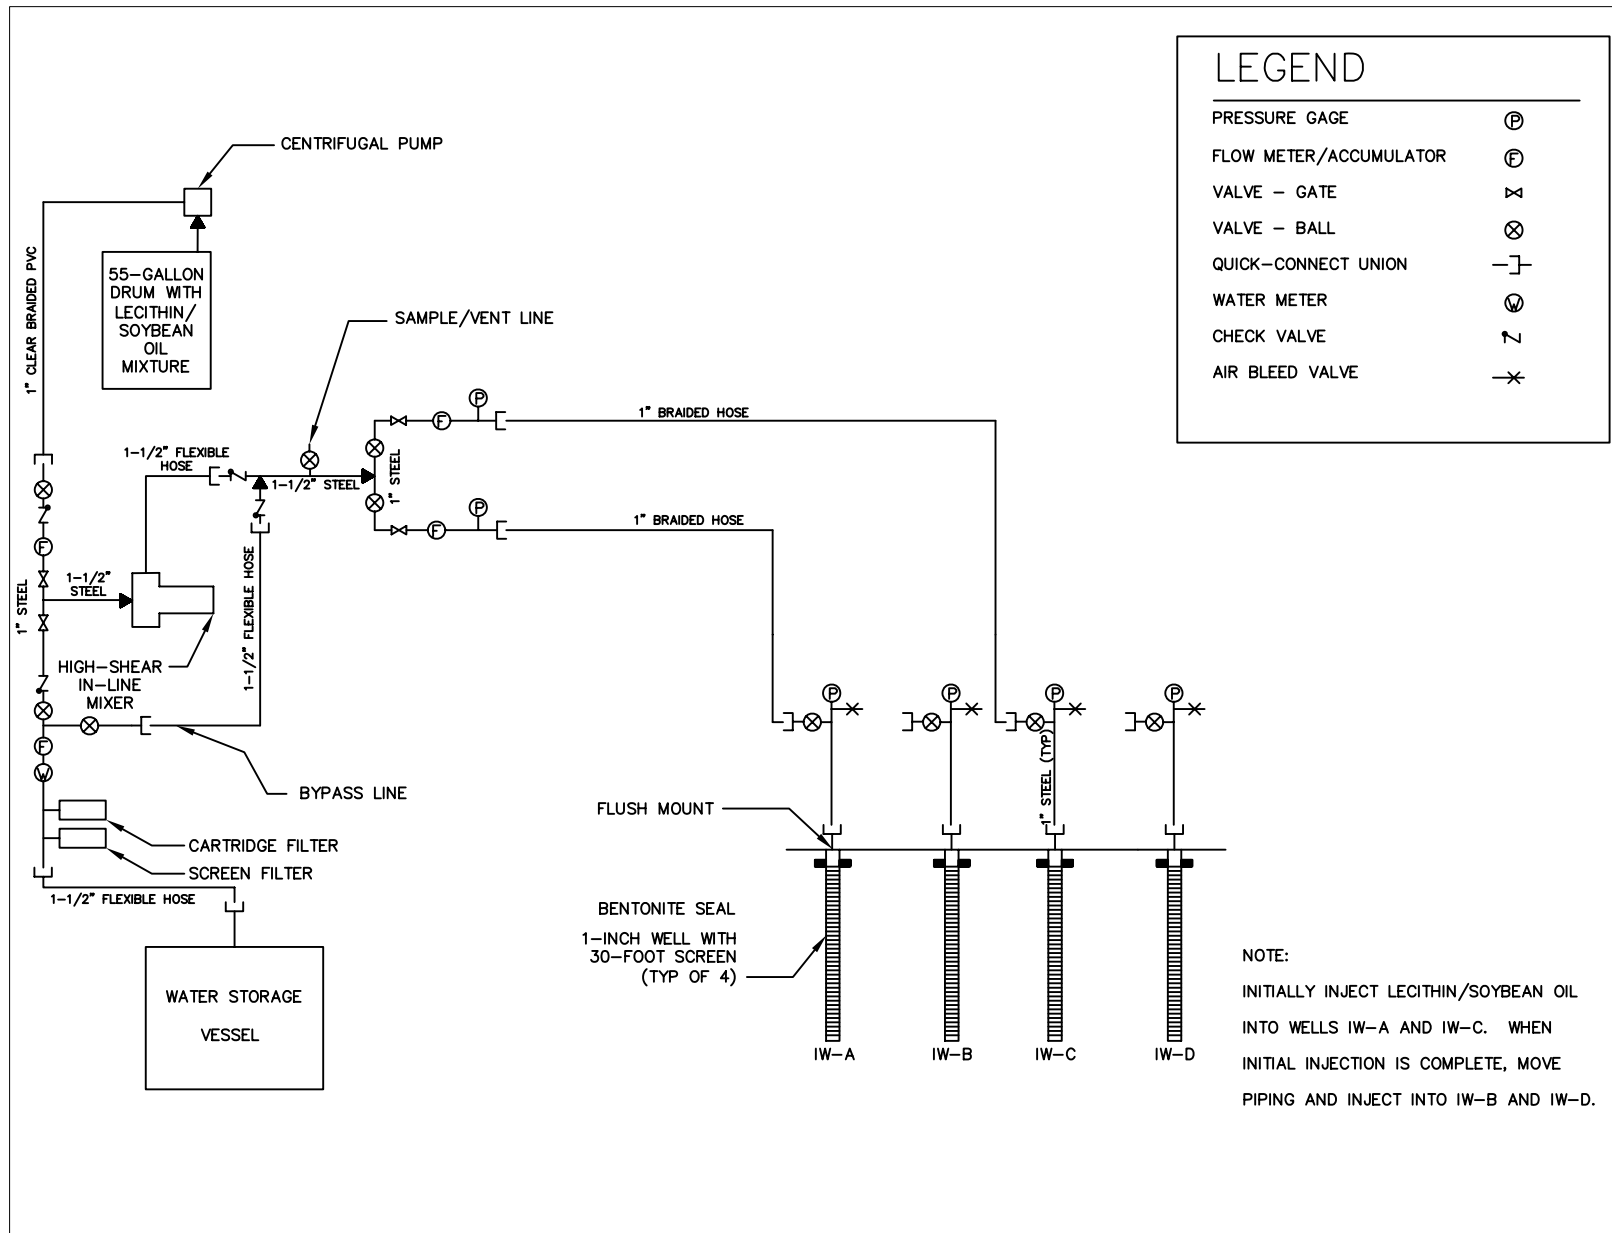 LEGEND
PRESSURE GAGE
P
FLOW METER/ACCUMULATOR
F
VALVE - GATE
VALVE - BALL
QUICK-CONNECT UNION
WATER METER
W
CHECK VALVE
AIR BLEED VALVE
CENTRIFUGAL PUMP
1" CLEAR BRAIDED PVC
55-GALLON
DRUM WITH
LECITHIN/
SOYBEAN
OIL
MIXTURE
SAMPLE/VENT LINE
1-1/2" FLEXIBLE
HOSE
1-1/2" STEEL
1" STEEL
P
F
1" BRAIDED HOSE
P
F
1" BRAIDED HOSE
F
1-1/2"
STEEL
1" STEEL
1-1/2" FLEXIBLE HOSE
HIGH-SHEAR
IN-LINE
MIXER
F
W
BYPASS LINE
CARTRIDGE FILTER
SCREEN FILTER
1-1/2" FLEXIBLE HOSE
WATER STORAGE
VESSEL
P
P
P
P
1" STEEL (TYP)
FLUSH MOUNT
BENTONITE SEAL
1-INCH WELL WITH
30-FOOT SCREEN
(TYP OF 4)
IW-A
IW-B
IW-C
IW-D
NOTE:
INITIALLY INJECT LECITHIN/SOYBEAN OIL
INTO WELLS IW-A AND IW-C. WHEN
INITIAL INJECTION IS COMPLETE, MOVE
PIPING AND INJECT INTO IW-B AND IW-D.